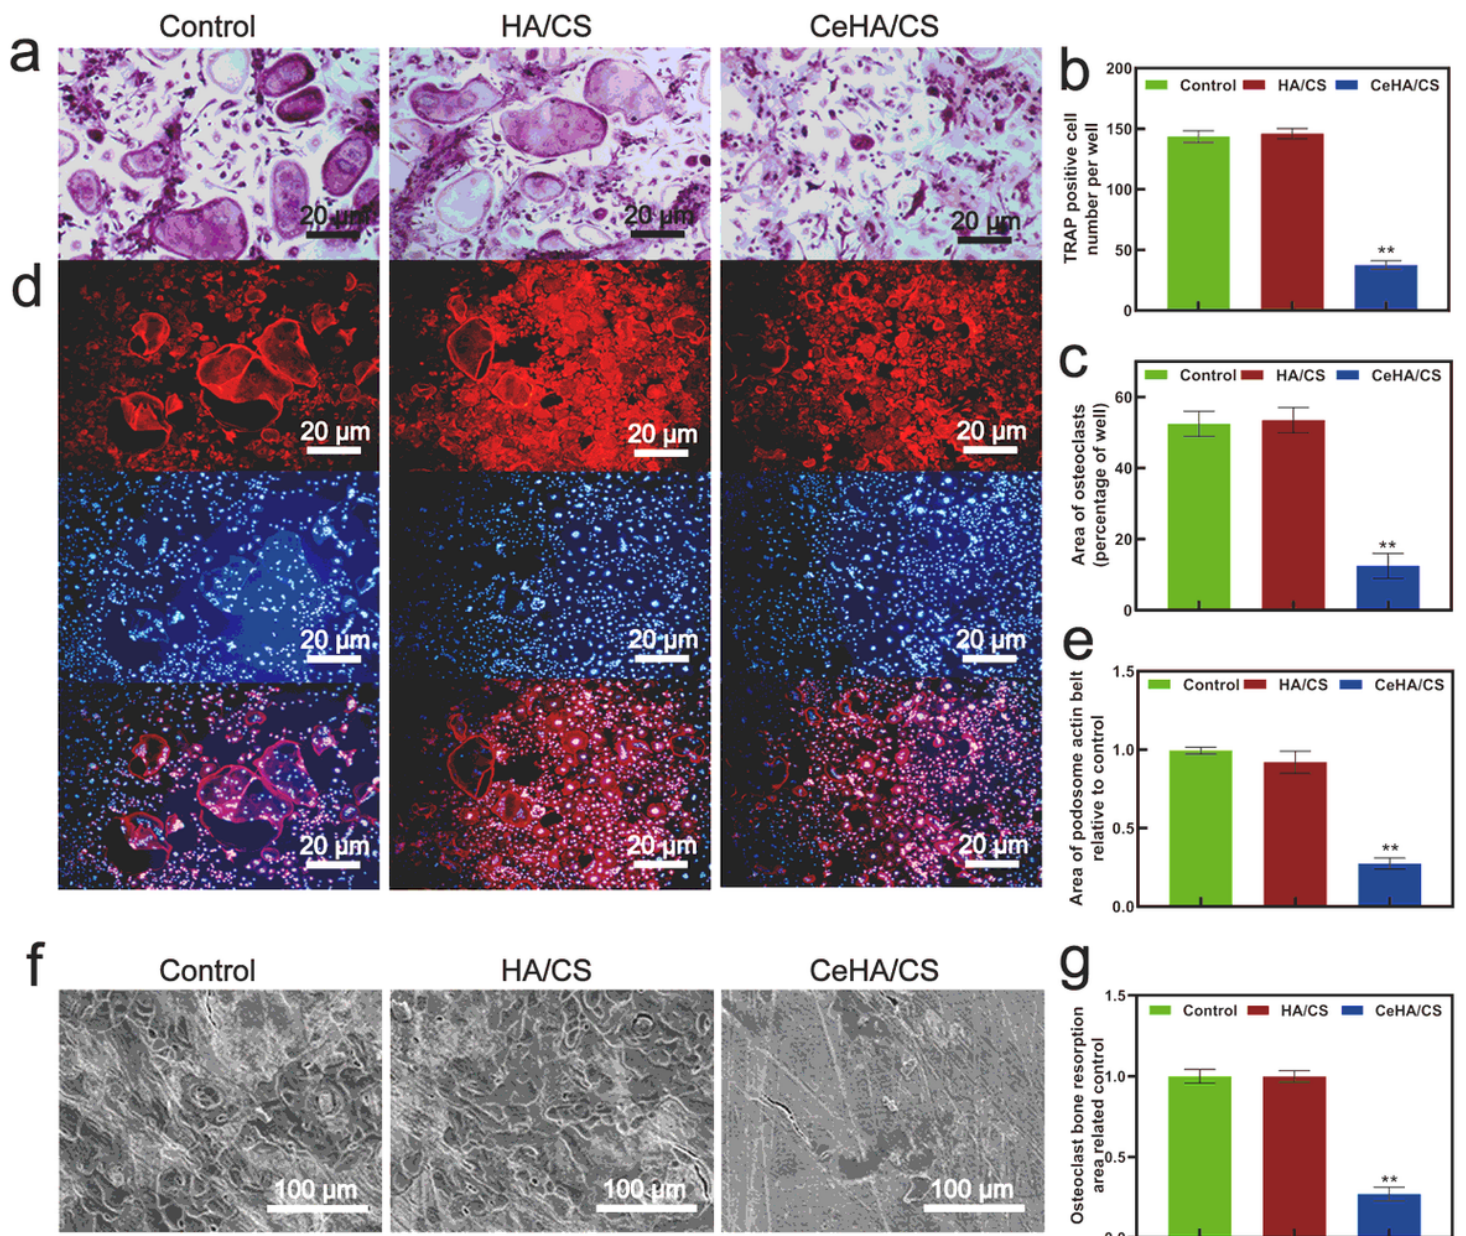 Control HA/CS CeHA/CS
a
20 µm 20 µm 20 µm
d
20 µm 20 µm 20 µm
20 µm 20 µm 20 µm
20 µm 20 µm 20 µm
b
Control HA/CS CeHA/CS
TRAP positive cell
number per well
200
150
100
50
0
**
c
Control HA/CS CeHA/CS
Area of osteoclasts
(percentage of well)
60
40
20
0
**
e
Control HA/CS CeHA/CS
Area of podosome actin belt
relative to control
1.5
1.0
0.5
0.0
**
f
Control HA/CS CeHA/CS
100 µm 100 µm 100 µm
g
Control HA/CS CeHA/CS
Osteoclast bone resorption
area related control
1.5
1.0
0.5
0.0
**